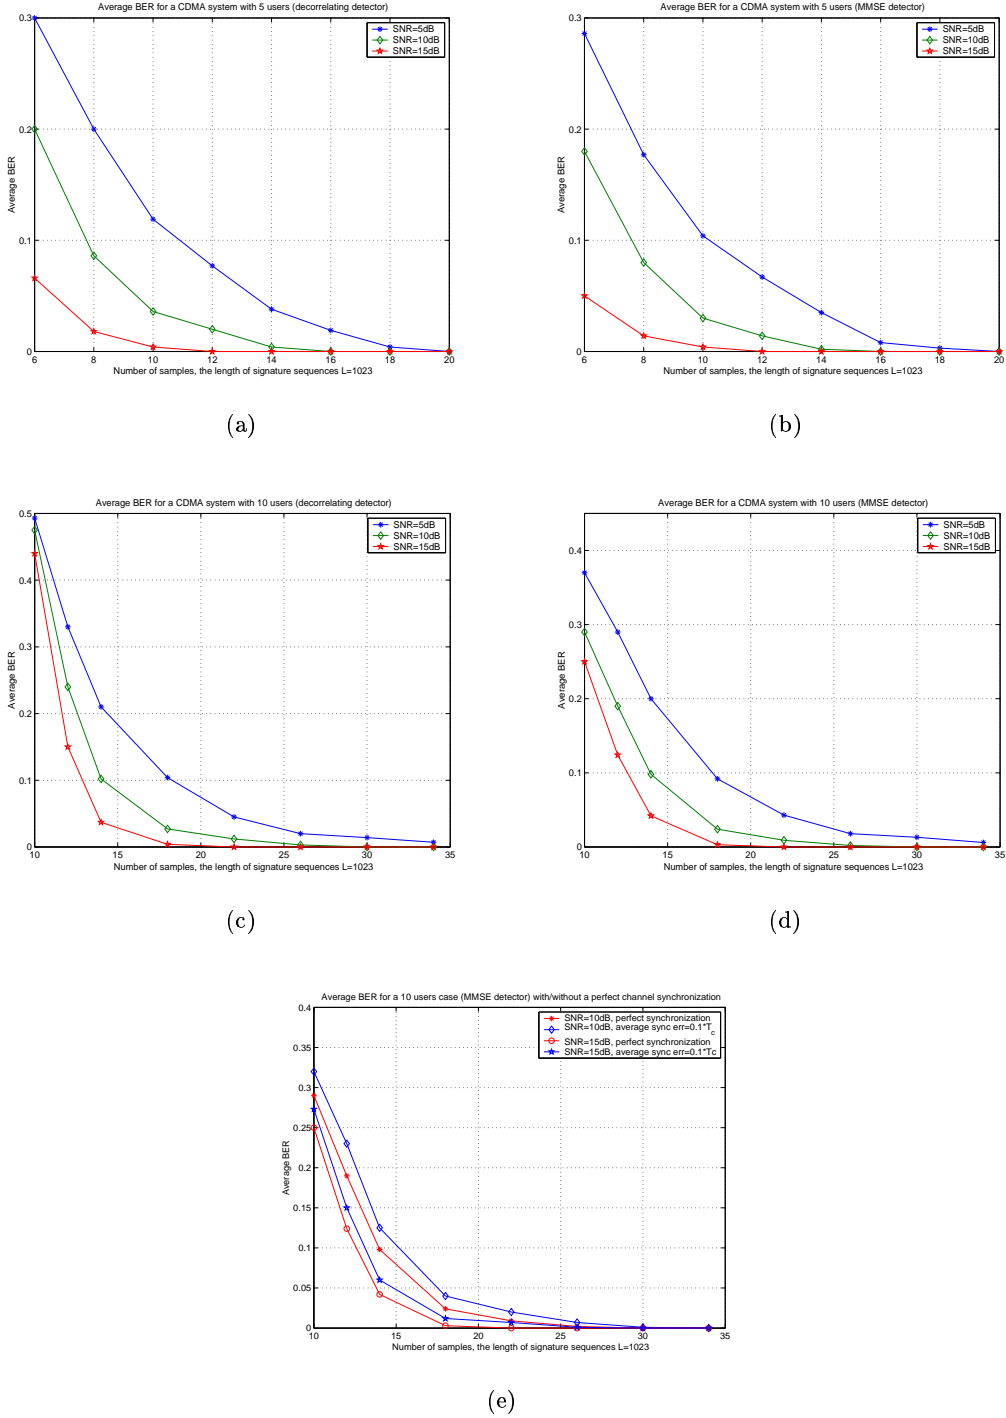 Average BER for a CDMA system with 5 users (decorrelating detector)
SNR=5dB
SNR=10dB
SNR=15dB
0.3
0.2
0.1
0
Average BER
6 8 10 12 14 16 18 20
Number of samples, the length of signature sequences L=1023
(a)
Average BER for a CDMA system with 5 users (MMSE detector)
SNR=5dB
SNR=10dB
SNR=15dB
0.3
0.2
0.1
0
Average BER
6 8 10 12 14 16 18 20
Number of samples, the length of signature sequences L=1023
(b)
Average BER for a CDMA system with 10 users (decorrelating detector)
SNR=5dB
SNR=10dB
SNR=15dB
0.5
0.4
0.3
0.2
0.1
0
Average BER
10 15 20 25 30 35
Number of samples, the length of signature sequences L=1023
(c)
Average BER for a CDMA system with 10 users (MMSE detector)
SNR=5dB
SNR=10dB
SNR=15dB
0.4
0.3
0.2
0.1
0
Average BER
10 15 20 25 30 35
Number of samples, the length of signature sequences L=1023
(d)
Average BER for a 10 users case (MMSE detector) with/without a perfect channel synchronization
SNR=10dB, perfect synchronization
SNR=10dB, average sync err=0.1*T_c
SNR=15dB, perfect synchronization
SNR=15dB, average sync err=0.1*Tc
0.4
0.35
0.3
0.25
0.2
0.15
0.1
0.05
0
Average BER
10 15 20 25 30 35
Number of samples, the length of signature sequences L=1023
(e)